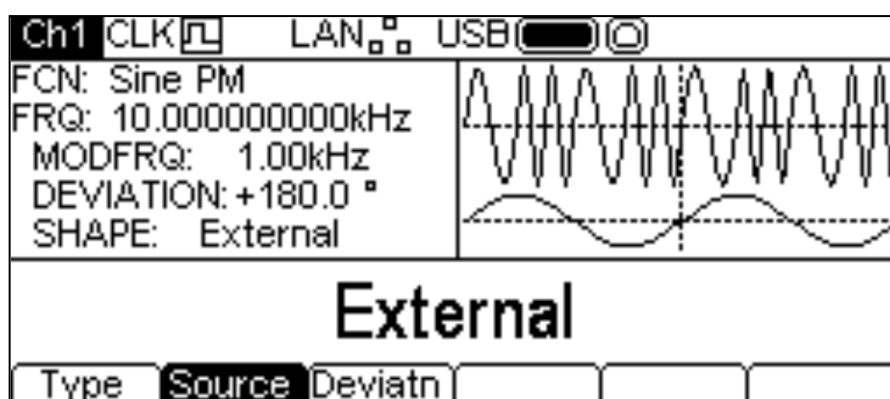 Ch1 CLK LAN USB
FCN: Sine PM
FRQ: 10.000000000kHz
MODFRQ: 1.00kHz
DEVIATION: +180.0 °
SHAPE: External
External
Type Source Deviatn